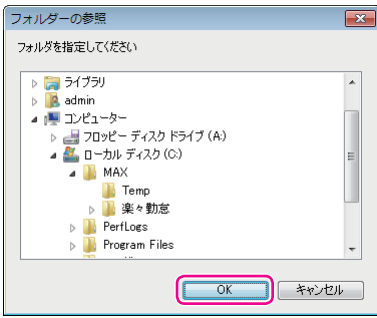 フォルダーの参照
フォルダを指定してください
ライブラリ
admin
コンピューター
フロッピー ディスク ドライブ (A:)
ローカル ディスク (C:)
MAX
Temp
楽々勤怠
PerfLogs
Program Files
OK
キャンセル